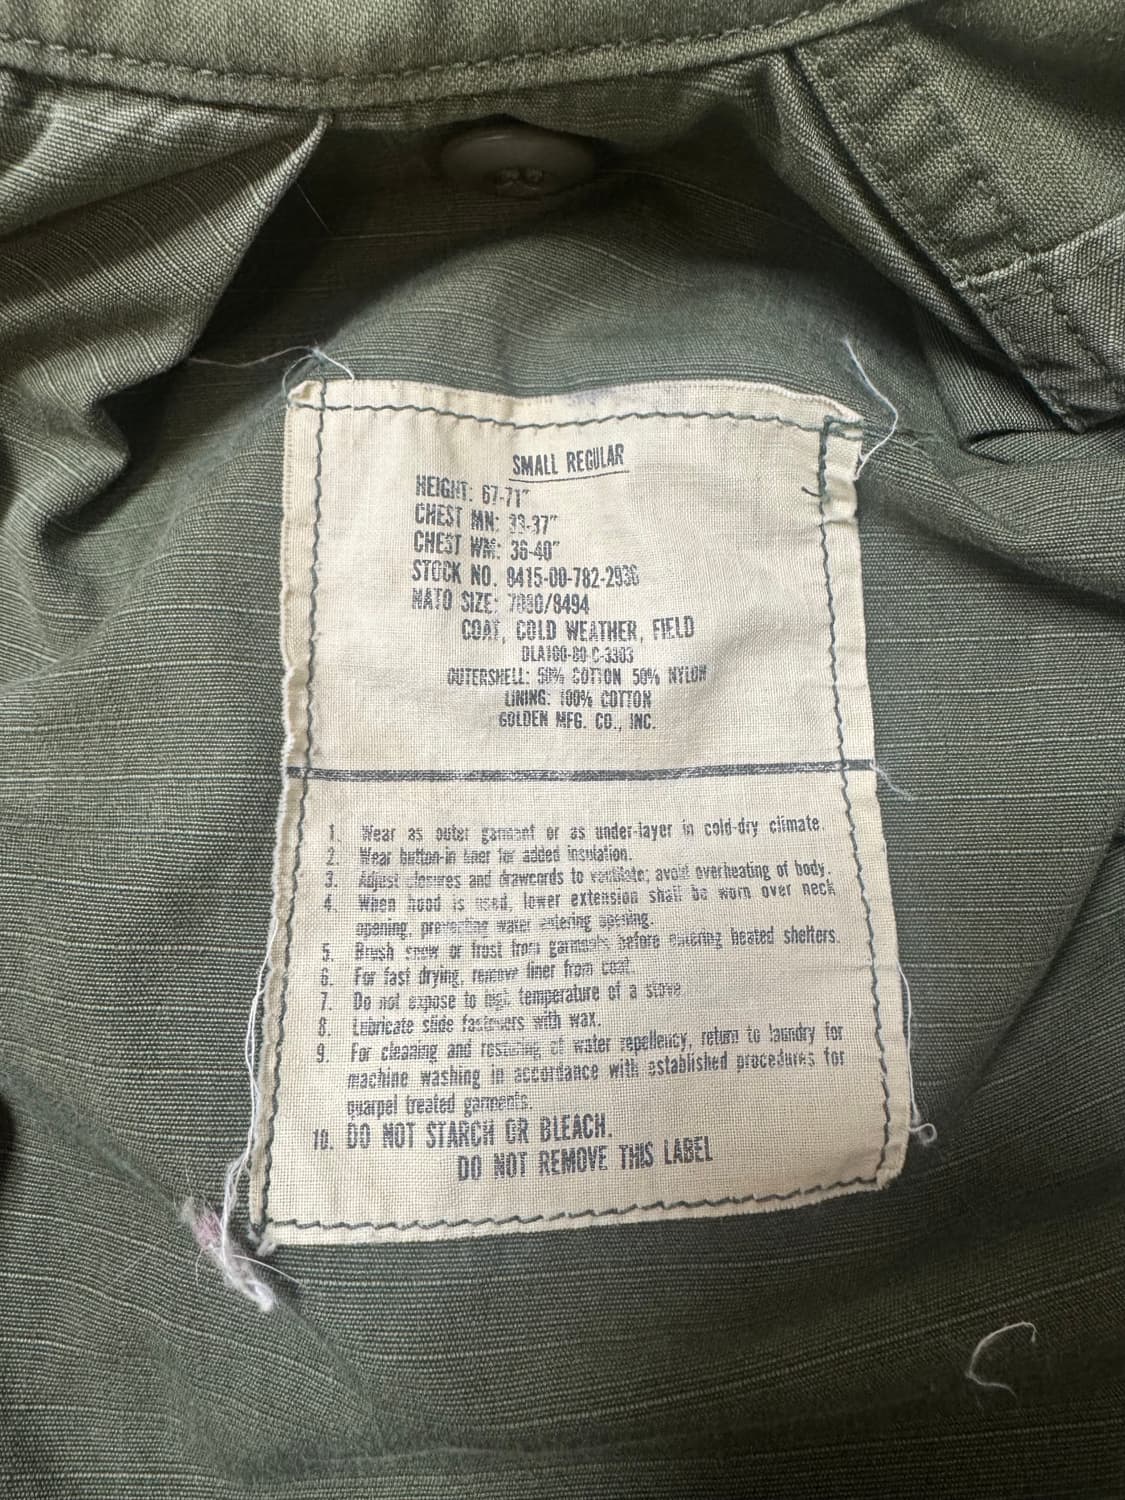 SMALL REGULAR
HEIGHT: 67-71"
CHEST MN: 33-37"
CHEST WM: 36-40"
STOCK NO. 8415-00-782-2936
NATO SIZE: 7080/8494
COAT, COLD WEATHER, FIELD
DLA100-80-C-3303
OUTERSHELL: 50% COTTON 50% NYLON
LINING: 100% COTTON
GOLDEN MFG. CO., INC.
1. Wear as outer garment or as under-layer in cold-dry climate.
2. Wear button-in liner for added insulation.
3. Adjust closures and drawcords to ventilate; avoid overheating of body.
4. When hood is used, lower extension shall be worn over neck
opening, preventing water entering opening.
5. Brush snow or frost from garments before entering heated shelters.
6. For fast drying, remove liner from coat.
7. Do not expose to high temperature of a stove
8. Lubricate slide fasteners with wax.
9. For cleaning and restoring of water repellency, return to laundry for
machine washing in accordance with established procedures for
quarpel treated garments.
10. DO NOT STARCH OR BLEACH.
DO NOT REMOVE THIS LABEL